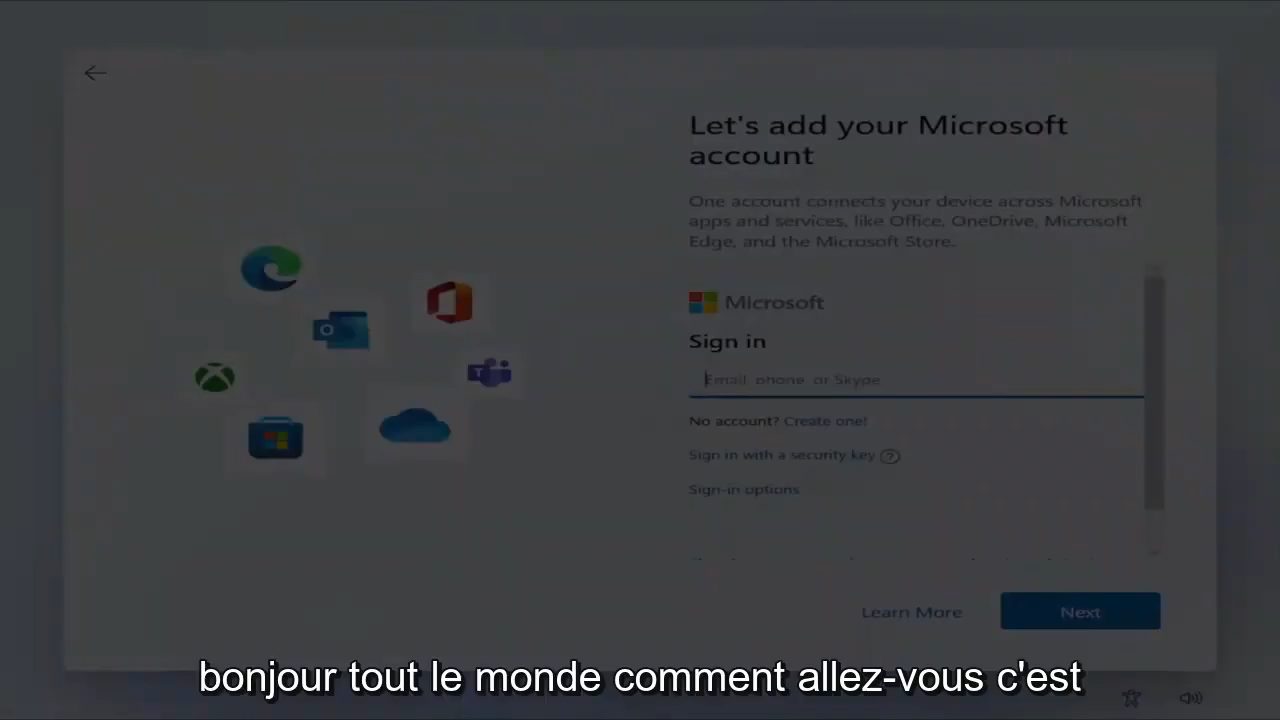 Let's add your Microsoft
account
One account connects your device across Microsoft
apps and services, like Office, OneDrive, Microsoft
Edge, and the Microsoft Store.
Microsoft
Sign in
Email, phone, or Skype
No account? Create one!
Sign in with a security key
Sign-in options
Learn More
Next
bonjour tout le monde comment allez-vous c'est